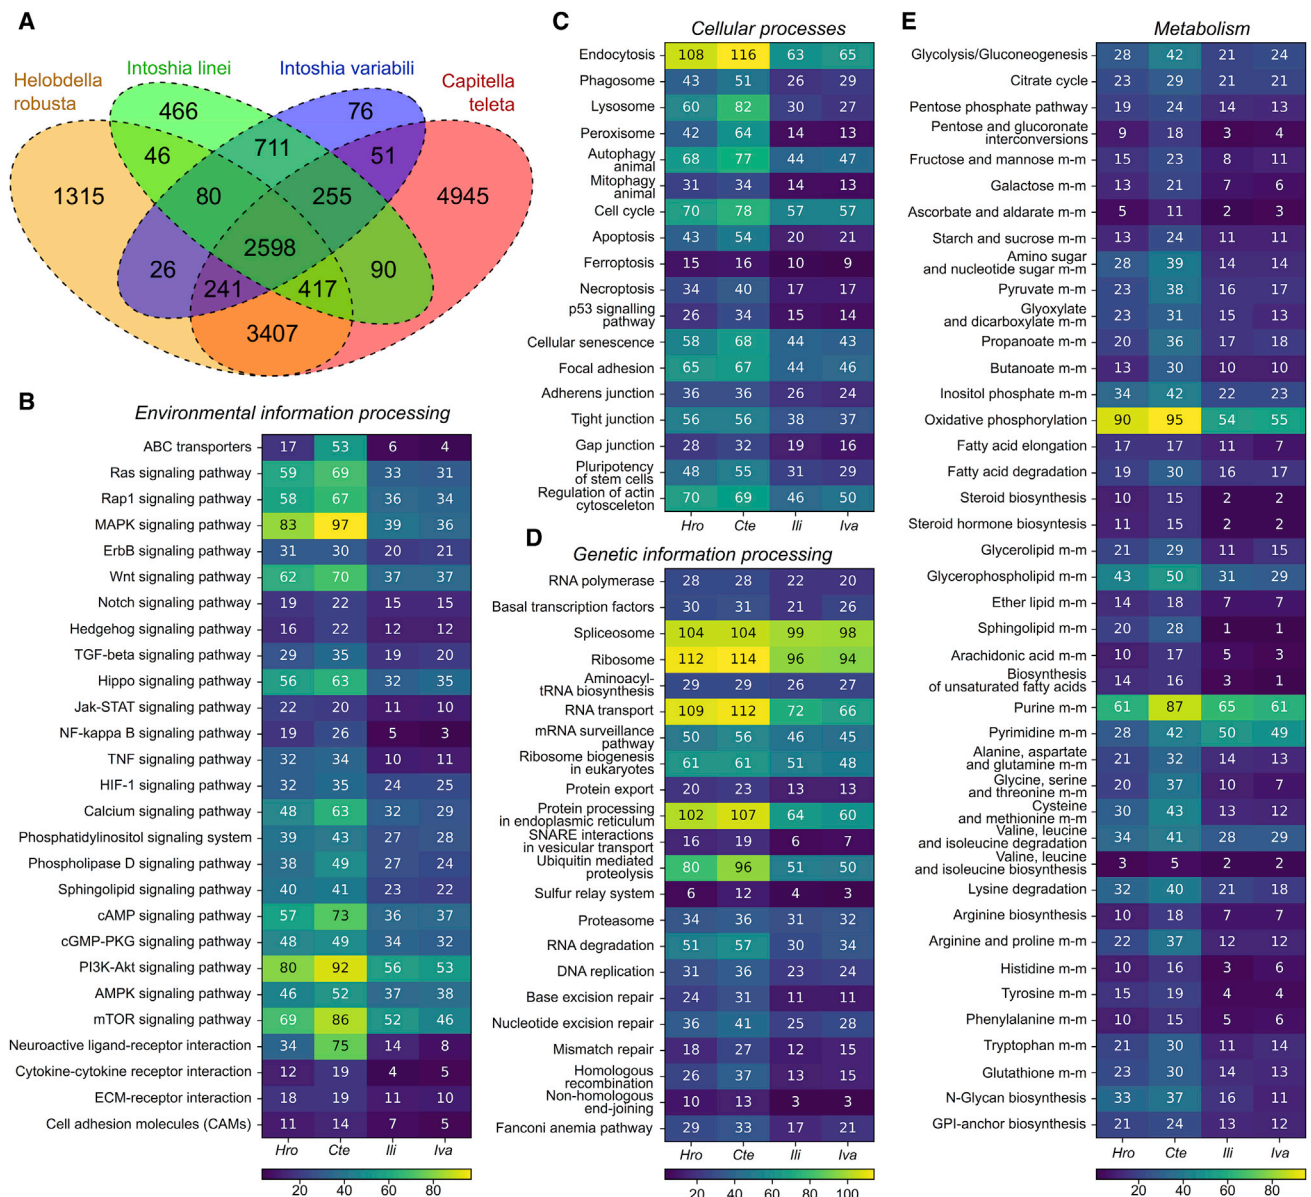 A
Helobdella
robusta
Intoshia linei
Intoshia variabili
Capitella
teleta
466
76
46
711
51
1315
80
255
4945
2598
26
90
241
417
3407
B
Environmental information processing
ABC transporters 17 53 6 4
Ras signaling pathway 59 69 33 31
Rap1 signaling pathway 58 67 36 34
MAPK signaling pathway 83 97 39 36
ErbB signaling pathway 31 30 20 21
Wnt signaling pathway 62 70 37 37
Notch signaling pathway 19 22 15 15
Hedgehog signaling pathway 16 22 12 12
TGF-beta signaling pathway 29 35 19 20
Hippo signaling pathway 56 63 32 35
Jak-STAT signaling pathway 22 20 11 10
NF-kappa B signaling pathway 19 26 5 3
TNF signaling pathway 32 34 10 11
HIF-1 signaling pathway 32 35 24 25
Calcium signaling pathway 48 63 32 29
Phosphatidylinositol signaling system 39 43 27 28
Phospholipase D signaling pathway 38 49 27 24
Sphingolipid signaling pathway 40 41 23 22
cAMP signaling pathway 57 73 36 37
cGMP-PKG signaling pathway 48 49 34 32
PI3K-Akt signaling pathway 80 92 56 53
AMPK signaling pathway 46 52 37 38
mTOR signaling pathway 69 86 52 46
Neuroactive ligand-receptor interaction 34 75 14 8
Cytokine-cytokine receptor interaction 12 19 4 5
ECM-receptor interaction 18 19 11 10
Cell adhesion molecules (CAMs) 11 14 7 5
Hro Cte Ili Iva
20 40 60 80
C
Cellular processes
Endocytosis 108 116 63 65
Phagosome 43 51 26 29
Lysosome 60 82 30 27
Peroxisome 42 64 14 13
Autophagy
animal 68 77 44 47
Mitophagy
animal 31 34 14 13
Cell cycle 70 78 57 57
Apoptosis 43 54 20 21
Ferroptosis 15 16 10 9
Necroptosis 34 40 17 17
p53 signalling
pathway 26 34 15 14
Cellular senescence 58 68 44 43
Focal adhesion 65 67 44 46
Adherens junction 36 36 26 24
Tight junction 56 56 38 37
Gap junction 28 32 19 16
Pluripotency
of stem cells 48 55 31 29
Regulation of actin
cytosceleton 70 69 46 50
Hro Cte Ili Iva
D
Genetic information processing
RNA polymerase 28 28 22 20
Basal transcription factors 30 31 21 26
Spliceosome 104 104 99 98
Ribosome 112 114 96 94
Aminoacyl-
tRNA biosynthesis 29 29 26 27
RNA transport 109 112 72 66
mRNA surveillance
pathway 50 56 46 45
Ribosome biogenesis
in eukaryotes 61 61 51 48
Protein export 20 23 13 13
Protein processing
in endoplasmic reticulum 102 107 64 60
SNARE interactions
in vesicular transport 16 19 6 7
Ubiquitin mediated
proteolysis 80 96 51 50
Sulfur relay system 6 12 4 3
Proteasome 34 36 31 32
RNA degradation 51 57 30 34
DNA replication 31 36 23 24
Base excision repair 24 31 11 11
Nucleotide excision repair 36 41 25 28
Mismatch repair 18 27 12 15
Homologous
recombination 26 37 13 15
Non-homologous
end-joining 10 13 3 3
Fanconi anemia pathway 29 33 17 21
Hro Cte Ili Iva
20 40 60 80 100
E
Metabolism
Glycolysis/Gluconeogenesis 28 42 21 24
Citrate cycle 23 29 21 21
Pentose phosphate pathway 19 24 14 13
Pentose and glucoronate
interconversions 9 18 3 4
Fructose and mannose m-m 15 23 8 11
Galactose m-m 13 21 7 6
Ascorbate and aldarate m-m 5 11 2 3
Starch and sucrose m-m 13 24 11 11
Amino sugar
and nucleotide sugar m-m 28 39 14 14
Pyruvate m-m 23 38 16 17
Glyoxylate
and dicarboxylate m-m 23 31 15 13
Propanoate m-m 20 36 17 18
Butanoate m-m 13 30 10 10
Inositol phosphate m-m 34 42 22 23
Oxidative phosphorylation 90 95 54 55
Fatty acid elongation 17 17 11 7
Fatty acid degradation 19 30 16 17
Steroid biosynthesis 10 15 2 2
Steroid hormone biosyntesis 11 15 2 2
Glycerolipid m-m 21 29 11 15
Glycerophospholipid m-m 43 50 31 29
Ether lipid m-m 14 18 7 7
Sphingolipid m-m 20 28 1 1
Arachidonic acid m-m 10 17 5 3
Biosynthesis
of unsaturated fatty acids 14 16 3 1
Purine m-m 61 87 65 61
Pyrimidine m-m 28 42 50 49
Alanine, aspartate
and glutamine m-m 21 32 14 13
Glycine, serine
and threonine m-m 20 37 10 7
Cysteine
and methionine m-m 30 43 13 12
Valine, leucine
and isoleucine degradation 34 41 28 29
Valine, leucine
and isoleucine biosynthesis 3 5 2 2
Lysine degradation 32 40 21 18
Arginine biosynthesis 10 18 7 7
Arginine and proline m-m 22 37 12 12
Histidine m-m 10 16 3 6
Tyrosine m-m 15 19 4 4
Phenylalanine m-m 10 15 5 6
Tryptophan m-m 21 30 11 14
Glutathione m-m 23 30 14 13
N-Glycan biosynthesis 33 37 16 11
GPI-anchor biosynthesis 21 24 13 12
Hro Cte Ili Iva
20 40 60 80